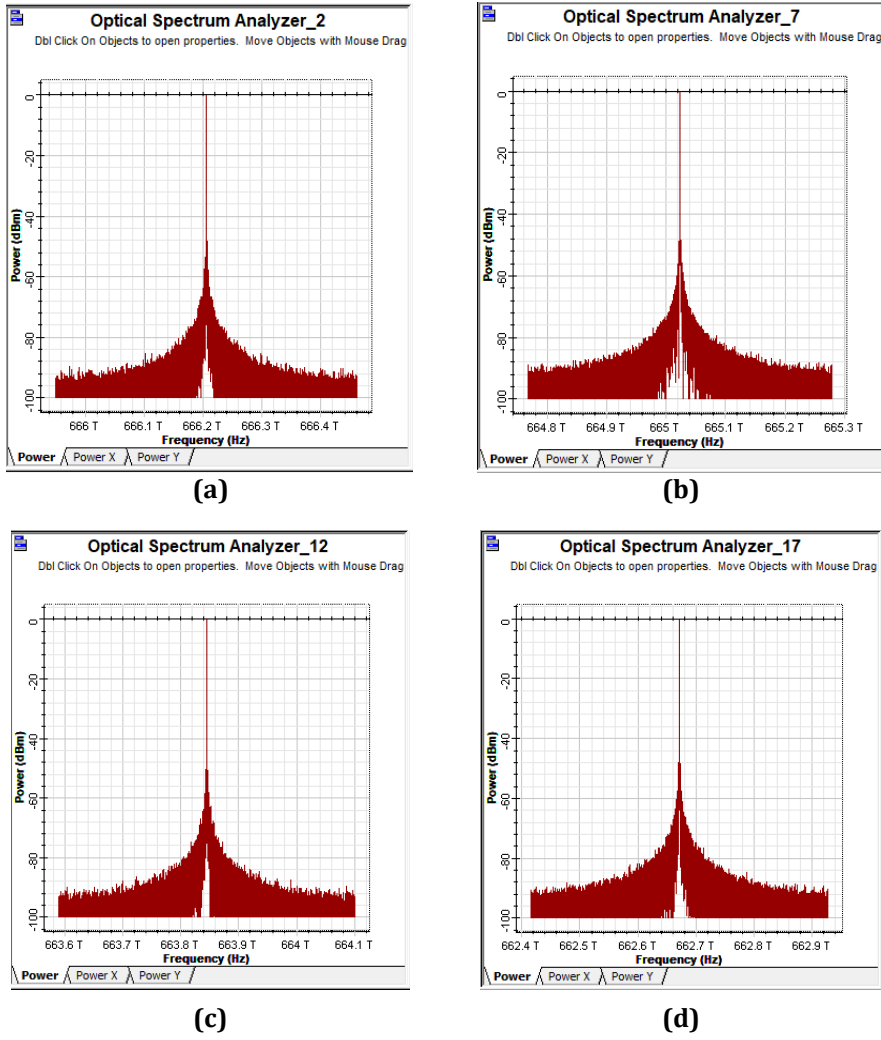 Optical Spectrum Analyzer_2
Dbl Click On Objects to open properties. Move Objects with Mouse Drag
0
-20
-40
-60
-80
-100
Power (dBm)
666 T 666.1 T 666.2 T 666.3 T 666.4 T
Frequency (Hz)
Power Power X Power Y
(a)
Optical Spectrum Analyzer_7
Dbl Click On Objects to open properties. Move Objects with Mouse Drag
0
-20
-40
-60
-80
-100
Power (dBm)
664.8 T 664.9 T 665 T 665.1 T 665.2 T 665.3 T
Frequency (Hz)
Power Power X Power Y
(b)
Optical Spectrum Analyzer_12
Dbl Click On Objects to open properties. Move Objects with Mouse Drag
0
-20
-40
-60
-80
-100
Power (dBm)
663.6 T 663.7 T 663.8 T 663.9 T 664 T 664.1 T
Frequency (Hz)
Power Power X Power Y
(c)
Optical Spectrum Analyzer_17
Dbl Click On Objects to open properties. Move Objects with Mouse Drag
0
-20
-40
-60
-80
-100
Power (dBm)
662.4 T 662.5 T 662.6 T 662.7 T 662.8 T 662.9 T
Frequency (Hz)
Power Power X Power Y
(d)